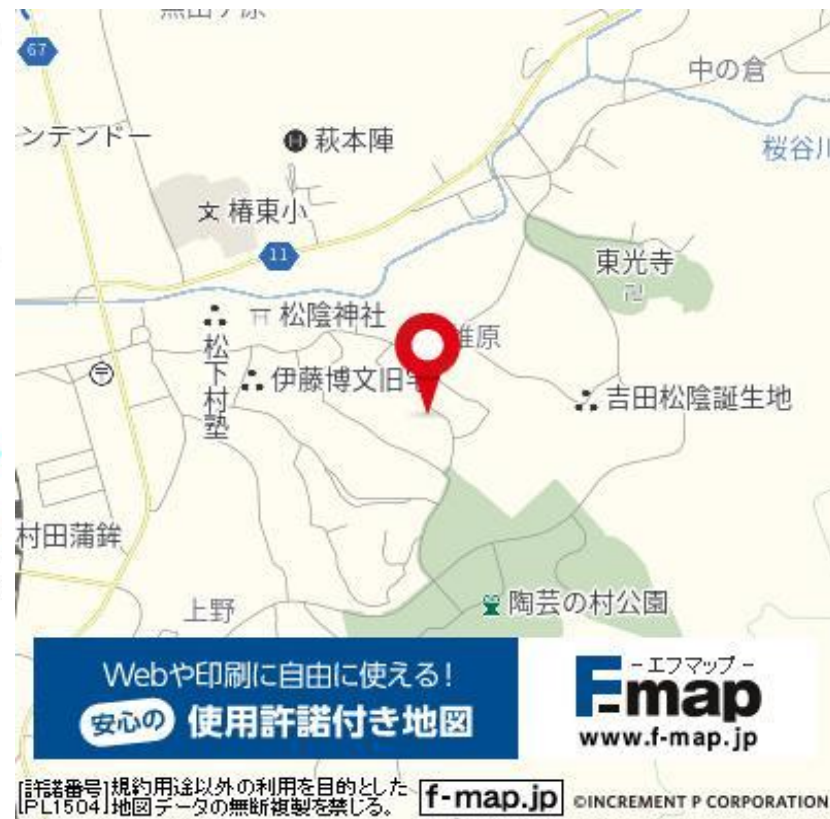 67
中の倉
ンテンドー
萩本陣
桜谷川
文 椿東小
11
東光寺
卍
松陰神社
椎原
松下村塾
伊藤博文旧宅
吉田松陰誕生地
村田蒲鉾
上野
陶芸の村公園
Webや印刷に自由に使える!
安心の 使用許諾付き地図
-エフマップ-
F-map
www.f-map.jp
[許諾番号]規約用途以外の利用を目的とした
[PL1504]地図データの無断複製を禁じる。
f-map.jp ©INCREMENT P CORPORATION